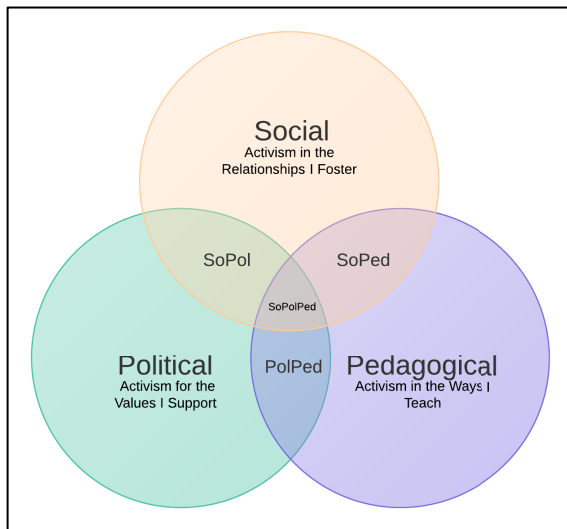 Social
Activism in the
Relationships I Foster
SoPol
SoPed
SoPolPed
Political
Activism for the
Values I Support
PolPed
Pedagogical
Activism in the Ways I
Teach